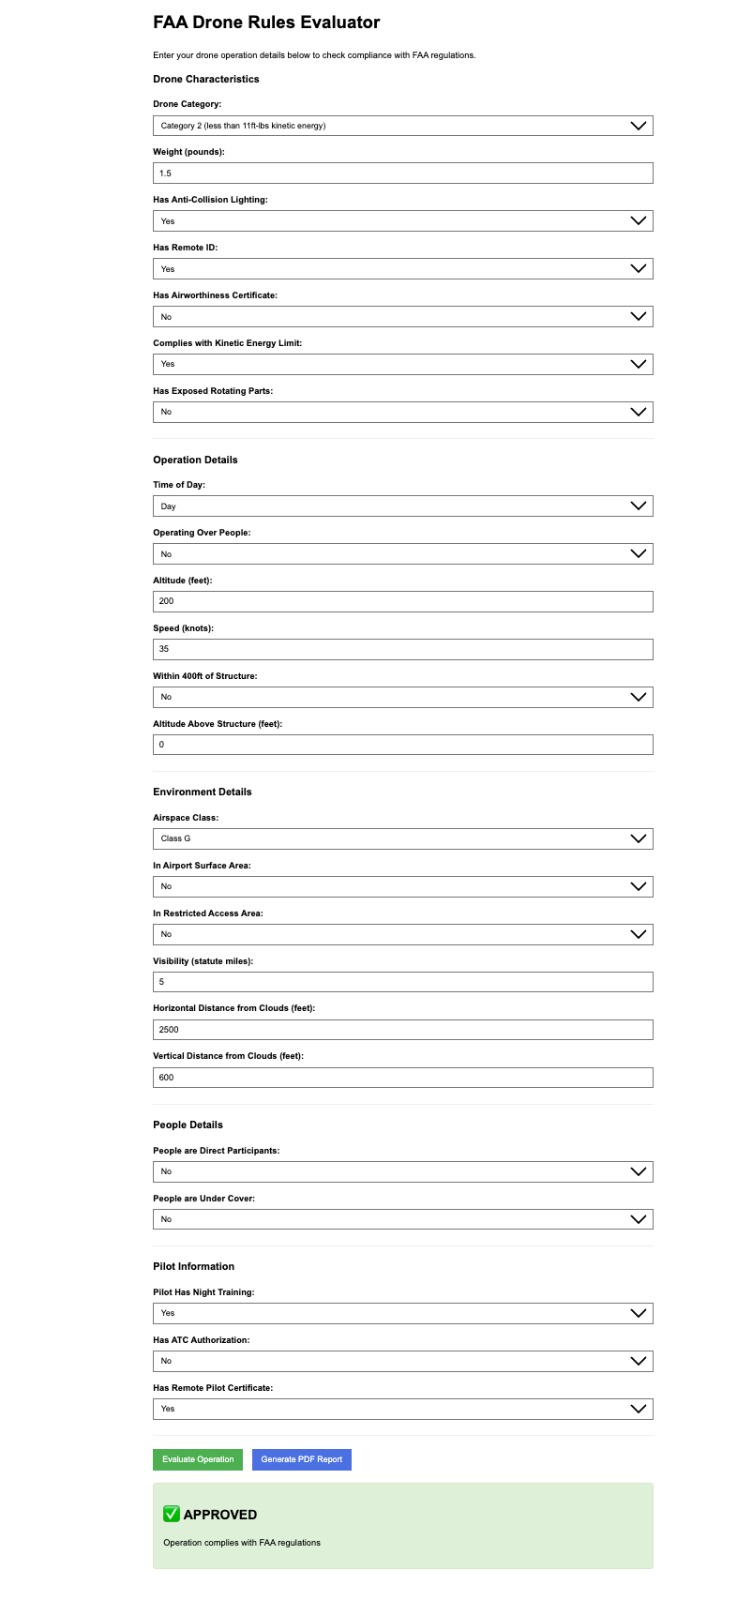 FAA Drone Rules Evaluator
Enter your drone operation details below to check compliance with FAA regulations.
Drone Characteristics
Drone Category:
Category 2 (less than 11ft-lbs kinetic energy)
Weight (pounds):
1.5
Has Anti-Collision Lighting:
Yes
Has Remote ID:
Yes
Has Airworthiness Certificate:
No
Complies with Kinetic Energy Limit:
Yes
Has Exposed Rotating Parts:
No
Operation Details
Time of Day:
Day
Operating Over People:
No
Altitude (feet):
200
Speed (knots):
35
Within 400ft of Structure:
No
Altitude Above Structure (feet):
0
Environment Details
Airspace Class:
Class G
In Airport Surface Area:
No
In Restricted Access Area:
No
Visibility (statute miles):
5
Horizontal Distance from Clouds (feet):
2500
Vertical Distance from Clouds (feet):
600
People Details
People are Direct Participants:
No
People are Under Cover:
No
Pilot Information
Pilot Has Night Training:
Yes
Has ATC Authorization:
No
Has Remote Pilot Certificate:
Yes
Evaluate Operation Generate PDF Report
✅ APPROVED
Operation complies with FAA regulations